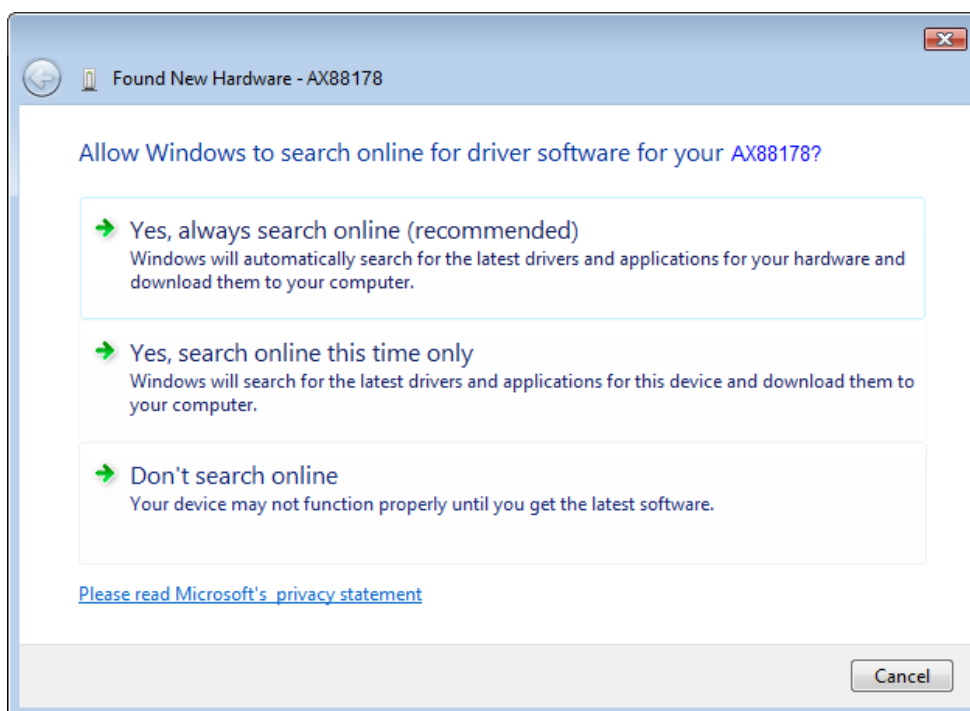 Found New Hardware - AX88178
Allow Windows to search online for driver software for your AX88178?
Yes, always search online (recommended)
Windows will automatically search for the latest drivers and applications for your hardware and
download them to your computer.
Yes, search online this time only
Windows will search for the latest drivers and applications for this device and download them to
your computer.
Don't search online
Your device may not function properly until you get the latest software.
Please read Microsoft's privacy statement
Cancel